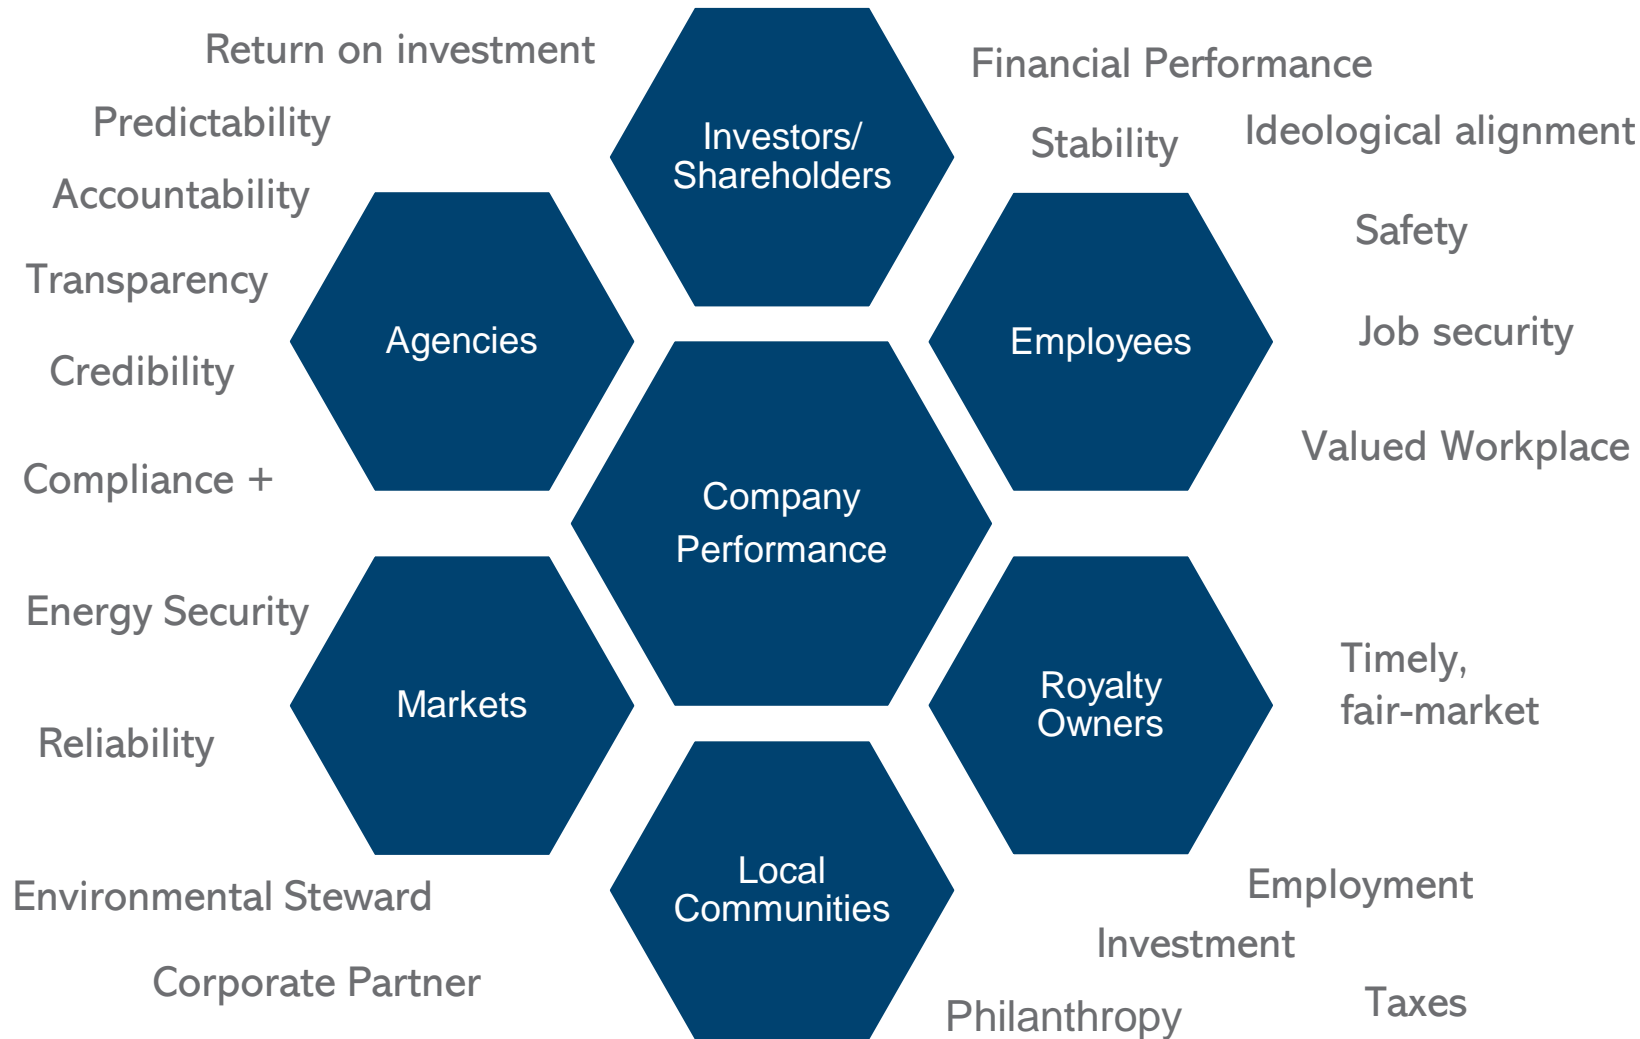 Return on investment
Financial Performance
Predictability
Investors/
Shareholders
Stability
Ideological alignment
Accountability
Safety
Transparency
Agencies
Employees
Job security
Credibility
Valued Workplace
Compliance +
Company
Performance
Energy Security
Markets
Royalty
Owners
Timely,
fair-market
Reliability
Local
Communities
Environmental Steward
Employment
Investment
Corporate Partner
Philanthropy
Taxes